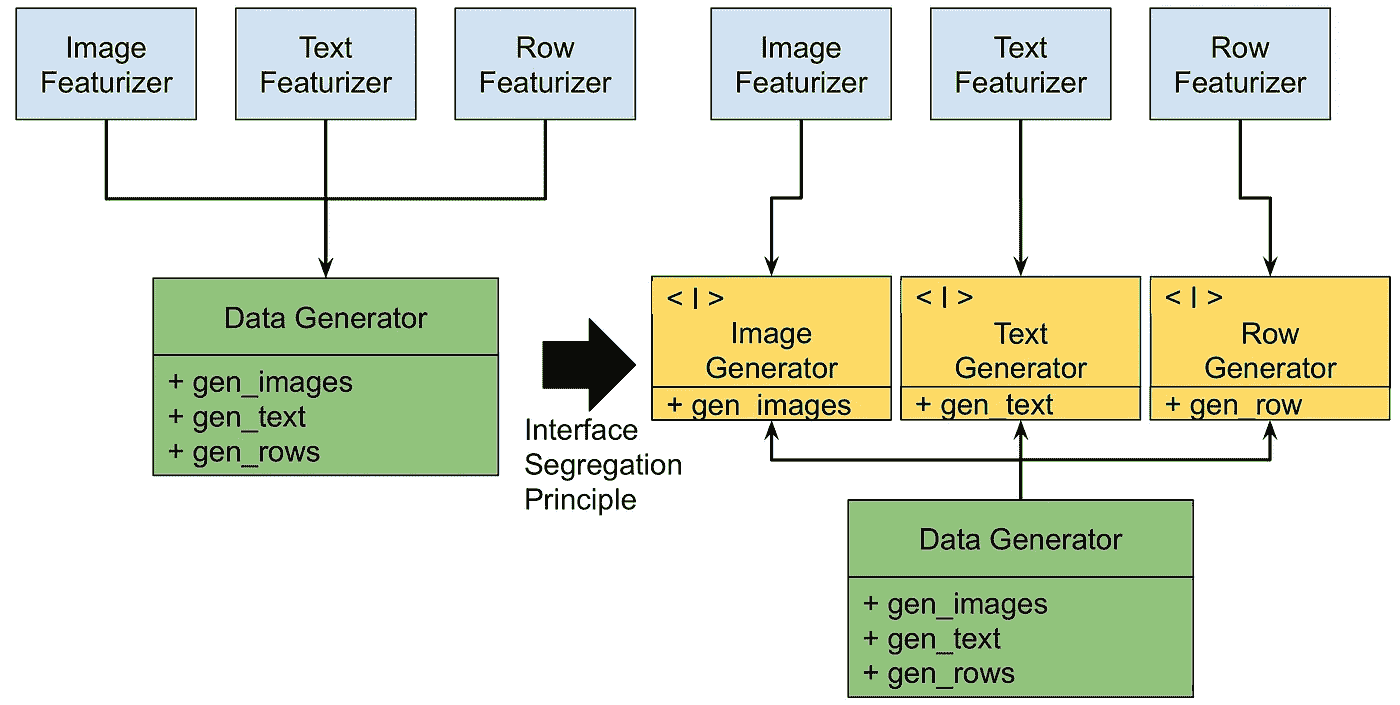 Image
Featurizer
Text
Featurizer
Row
Featurizer
Data Generator
+ gen_images
+ gen_text
+ gen_rows
Interface
Segregation
Principle
Image
Featurizer
Text
Featurizer
Row
Featurizer
< I >
Image
Generator
+ gen_images
< I >
Text
Generator
+ gen_text
< I >
Row
Generator
+ gen_row
Data Generator
+ gen_images
+ gen_text
+ gen_rows